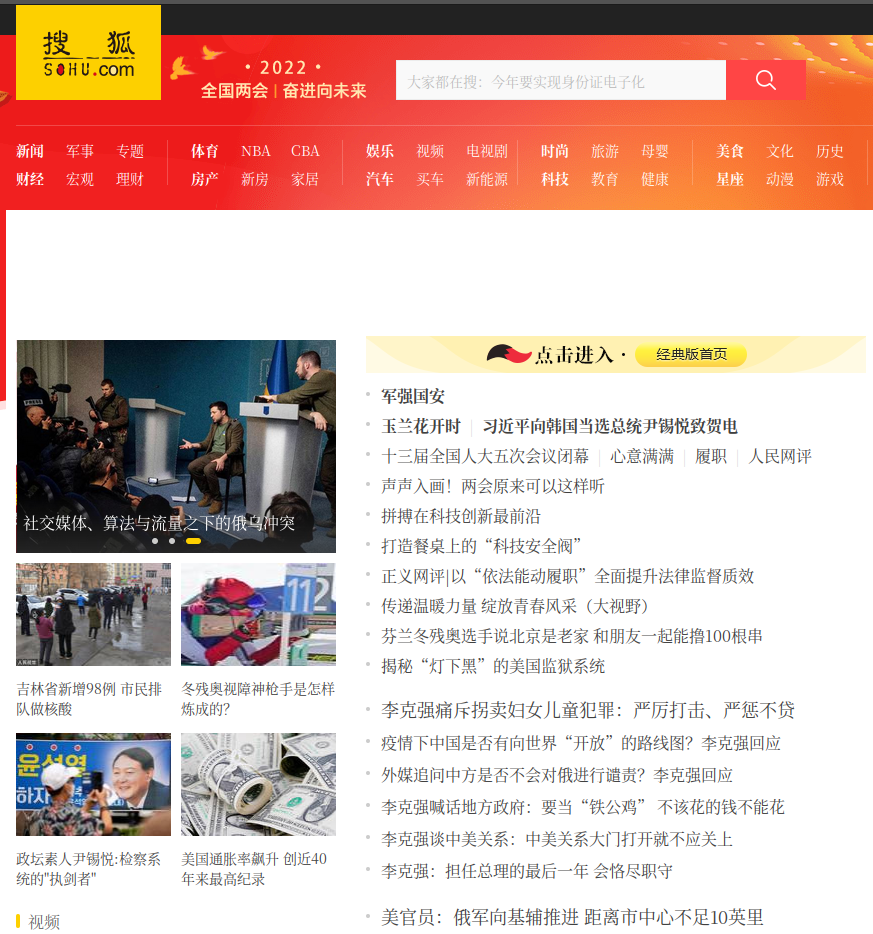 搜 狐
SOHU.com
• 2022 •
全国两会 | 奋进向未来
大家都在搜：今年要实现身份证电子化
新闻 军事 专题 体育 NBA CBA 娱乐 视频 电视剧 时尚 旅游 母婴 美食 文化 历史
财经 宏观 理财 房产 新房 家居 汽车 买车 新能源 科技 教育 健康 星座 动漫 游戏
社交媒体、算法与流量之下的俄乌冲突
人民视觉
112
吉林省新增98例 市民排
队做核酸
冬残奥视障神枪手是怎样
炼成的？
윤석열
하자
政坛素人尹锡悦:检察系
统的"执剑者"
美国通胀率飙升 创近40
年来最高纪录
视频
点击进入 · 经典版首页
军强国安
玉兰花开时 | 习近平向韩国当选总统尹锡悦致贺电
十三届全国人大五次会议闭幕 | 心意满满 | 履职 | 人民网评
声声入画！两会原来可以这样听
拼搏在科技创新最前沿
打造餐桌上的“科技安全阀”
正义网评|以“依法能动履职”全面提升法律监督质效
传递温暖力量 绽放青春风采（大视野）
芬兰冬残奥选手说北京是老家 和朋友一起能撸100根串
揭秘“灯下黑”的美国监狱系统
李克强痛斥拐卖妇女儿童犯罪：严厉打击、严惩不贷
疫情下中国是否有向世界“开放”的路线图？李克强回应
外媒追问中方是否不会对俄进行谴责？李克强回应
李克强喊话地方政府：要当“铁公鸡” 不该花的钱不能花
李克强谈中美关系：中美关系大门打开就不应关上
李克强：担任总理的最后一年 会恪尽职守
美官员：俄军向基辅推进 距离市中心不足10英里